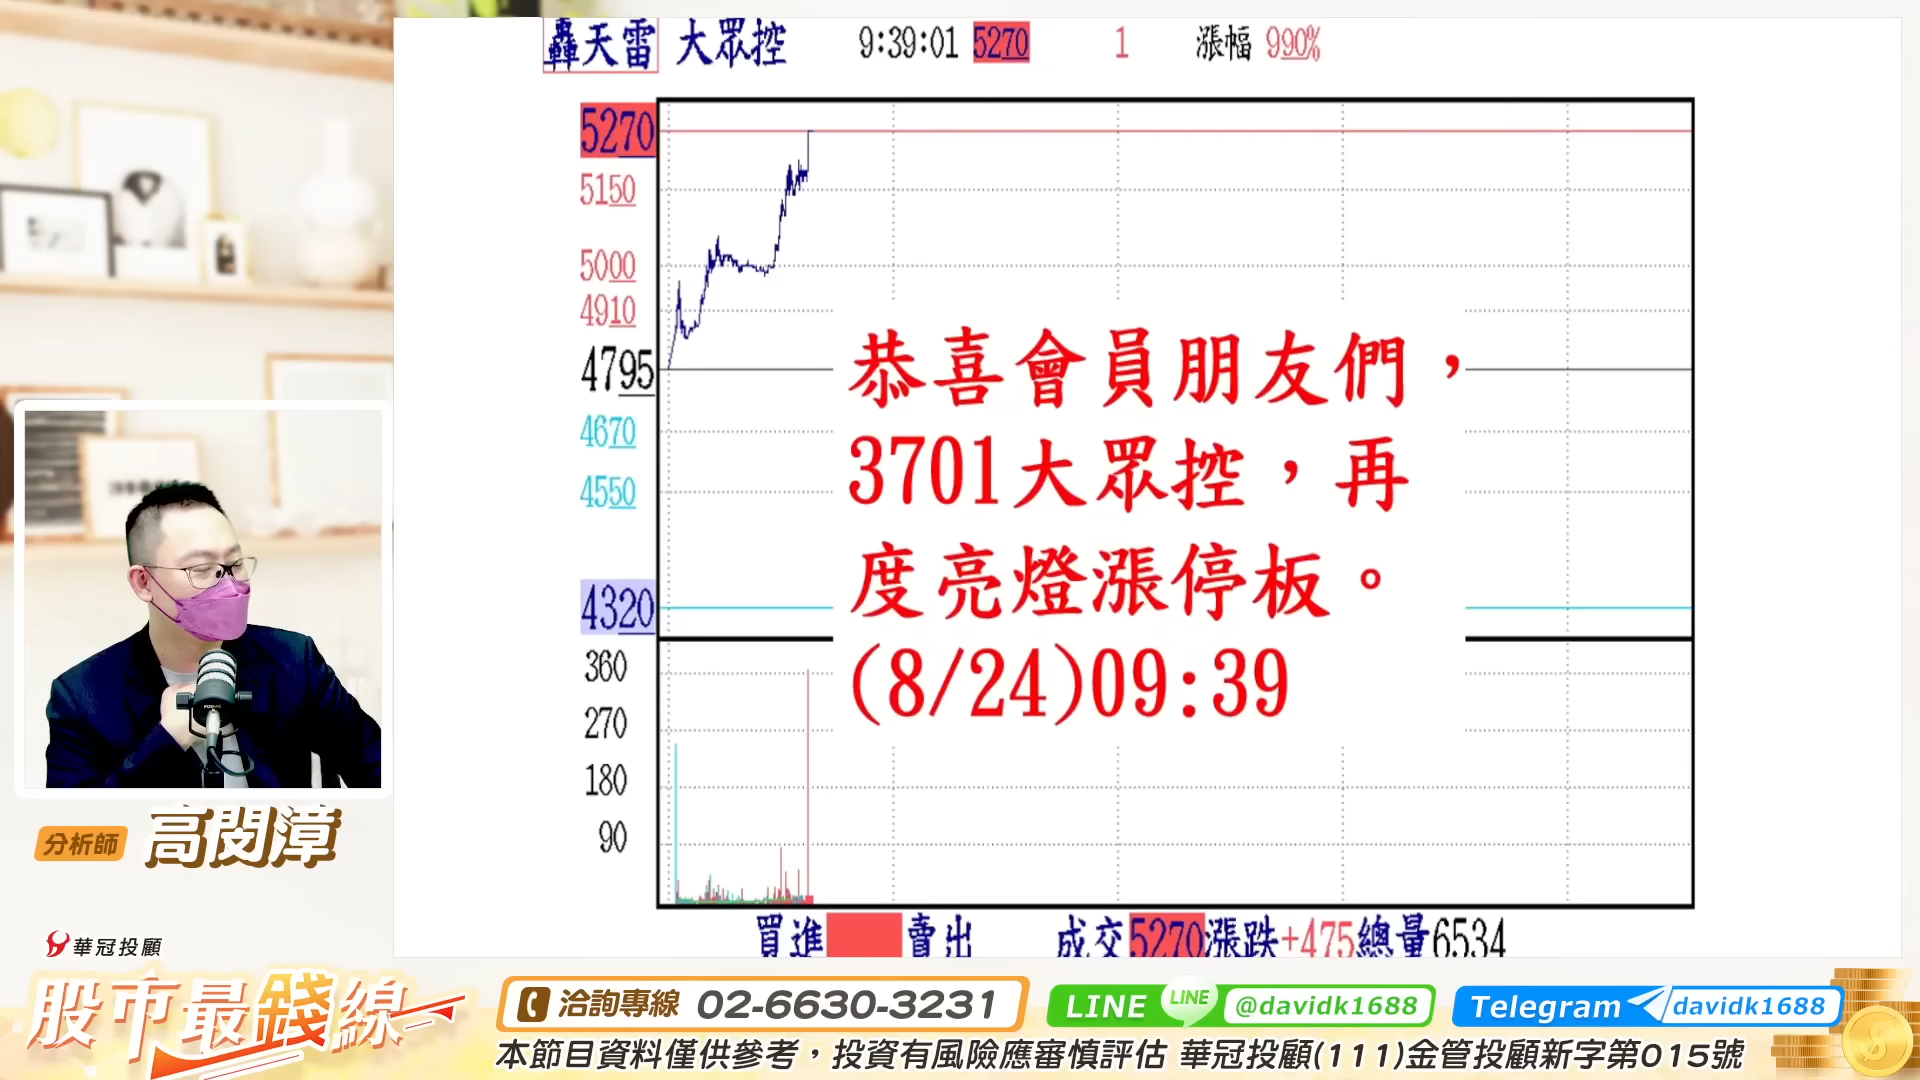 轟天雷 大眾控 9:39:01 5270 1 漲幅 990%
5270
5150
5000
4910
4795
4670
4550
4320
360
270
180
90
恭喜會員朋友們，
3701大眾控，再
度亮燈漲停板。
(8/24)09:39
買進 賣出 成交5270漲跌+475總量6534
分析師 高閔漳
華冠投顧
股市最錢線
洽詢專線 02-6630-3231
LINE LINE @davidk1688
Telegram davidk1688
本節目資料僅供參考，投資有風險應審慎評估 華冠投顧(111)金管投顧新字第015號